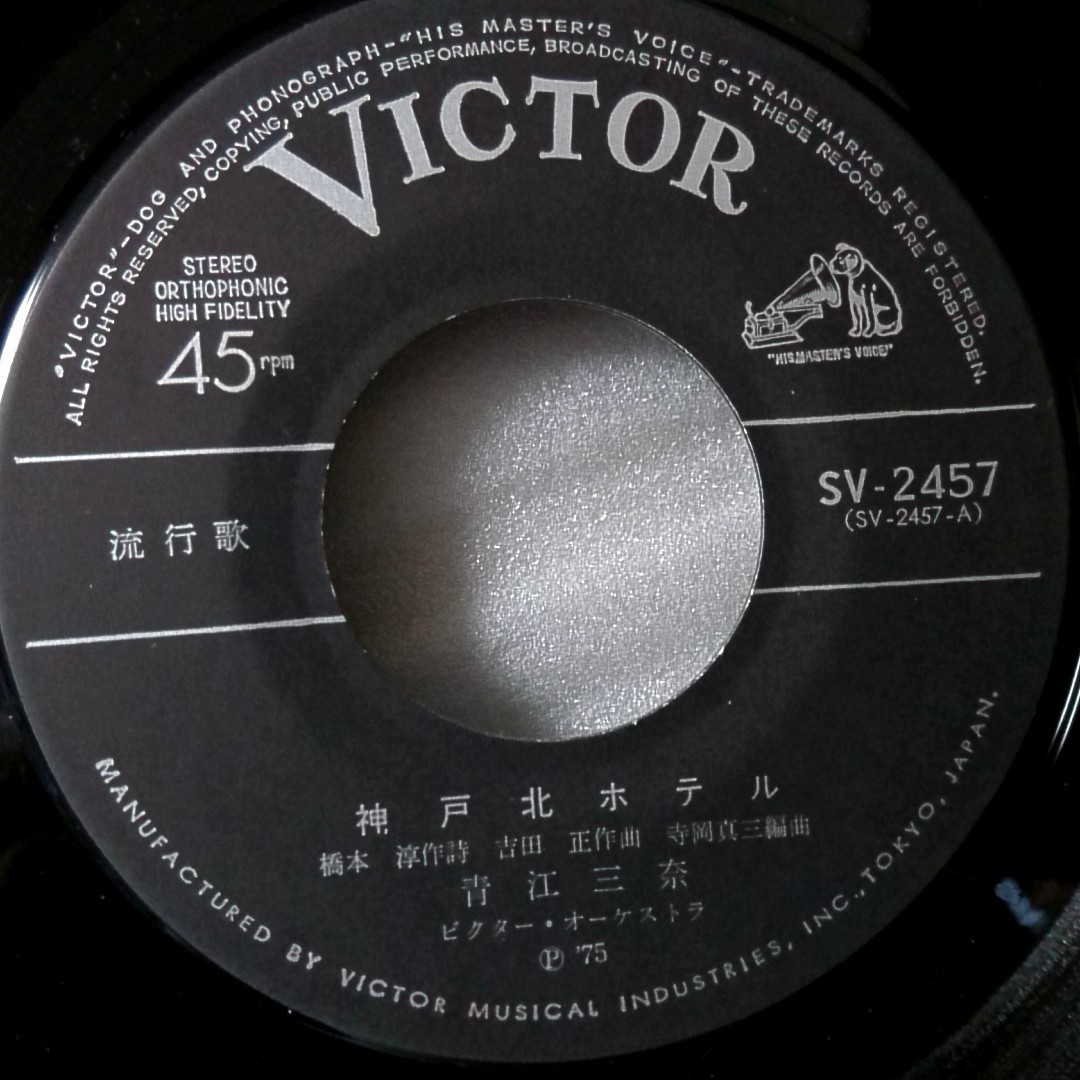 "VICTOR"-DOG AND PHONOGRAPH-"HIS MASTER'S VOICE"-TRADEMARKS REGISTERED.
ALL RIGHTS RESERVED, COPYING, PUBLIC PERFORMANCE, BROADCASTING OF THESE RECORDS ARE FORBIDDEN.
VICTOR
STEREO
ORTHOPHONIC
HIGH FIDELITY
45rpm
"HIS MASTER'S VOICE"
SV-2457
(SV-2457-A)
流行歌
神戸北ホテル
橋本 淳作詩 吉田 正作曲 寺岡真三編曲
青江三奈
ビクター・オーケストラ
Ⓟ '75
MANUFACTURED BY VICTOR MUSICAL INDUSTRIES, INC., TOKYO, JAPAN.